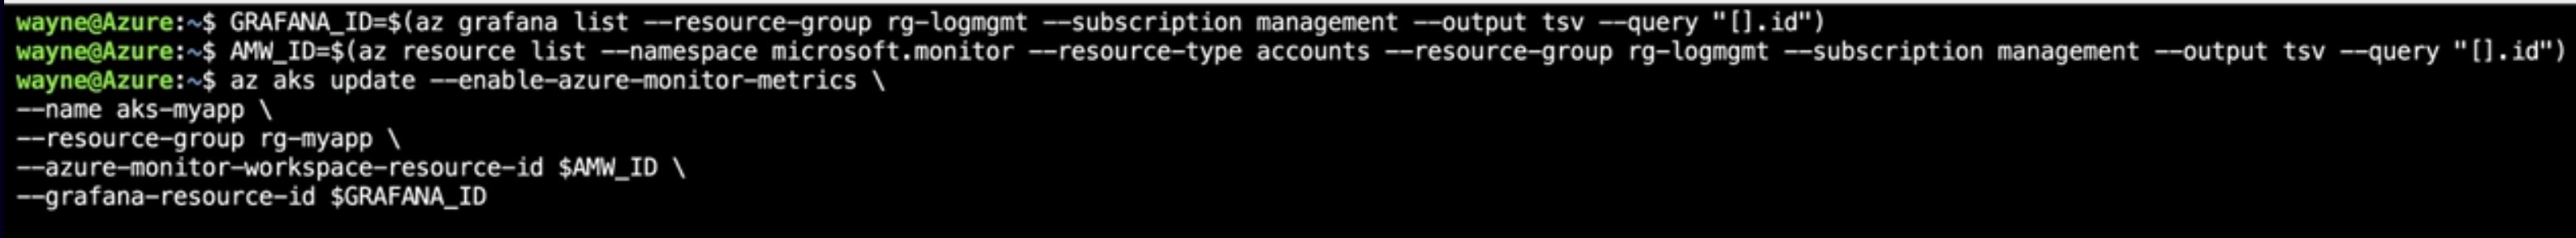 wayne@Azure:~$ GRAFANA_ID=$(az grafana list --resource-group rg-logmgmt --subscription management --output tsv --query "[].id")
wayne@Azure:~$ AMW_ID=$(az resource list --namespace microsoft.monitor --resource-type accounts --resource-group rg-logmgmt --subscription management --output tsv --query "[].id")
wayne@Azure:~$ az aks update --enable-azure-monitor-metrics \
--name aks-myapp \
--resource-group rg-myapp \
--azure-monitor-workspace-resource-id $AMW_ID \
--grafana-resource-id $GRAFANA_ID